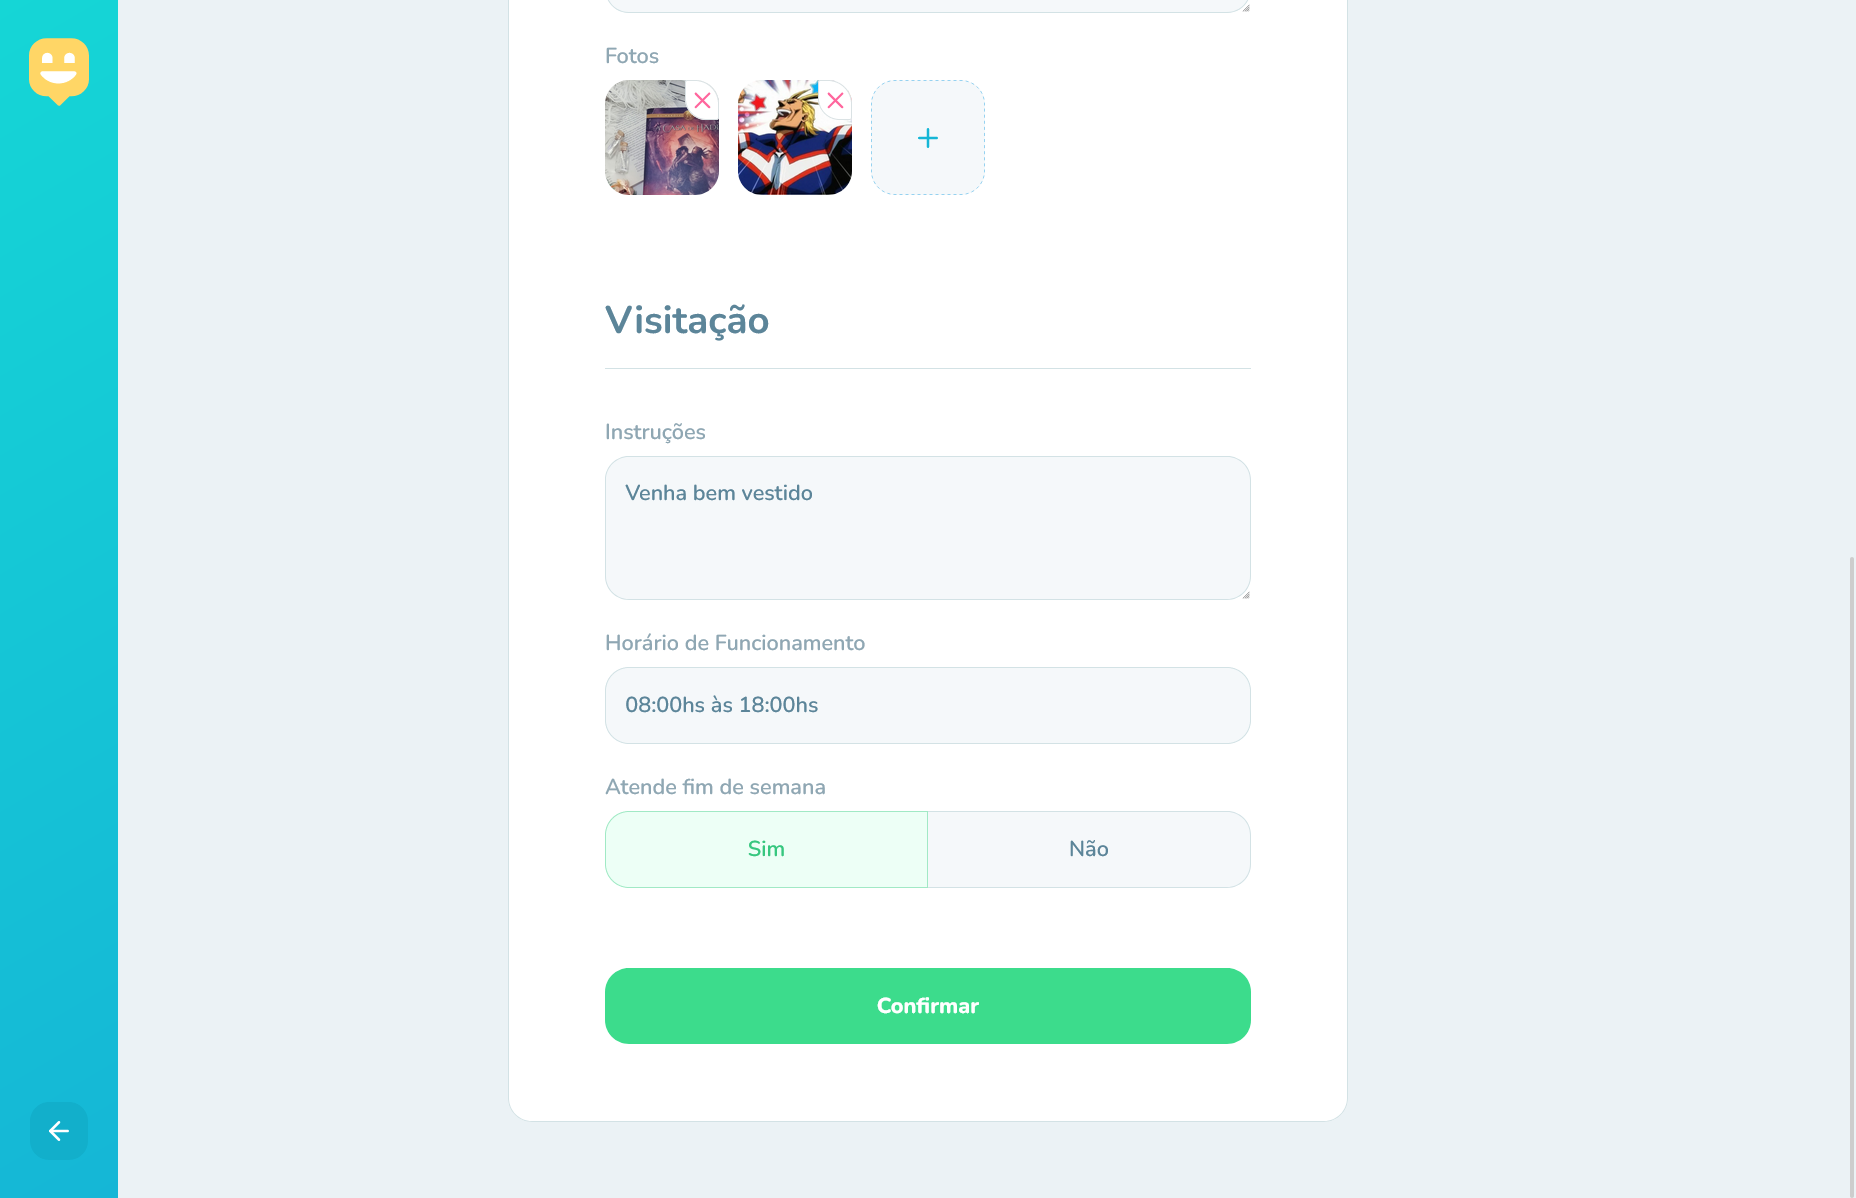 Fotos
Visitação
Instruções
Venha bem vestido
Horário de Funcionamento
08:00hs às 18:00hs
Atende fim de semana
Sim
Não
Confirmar